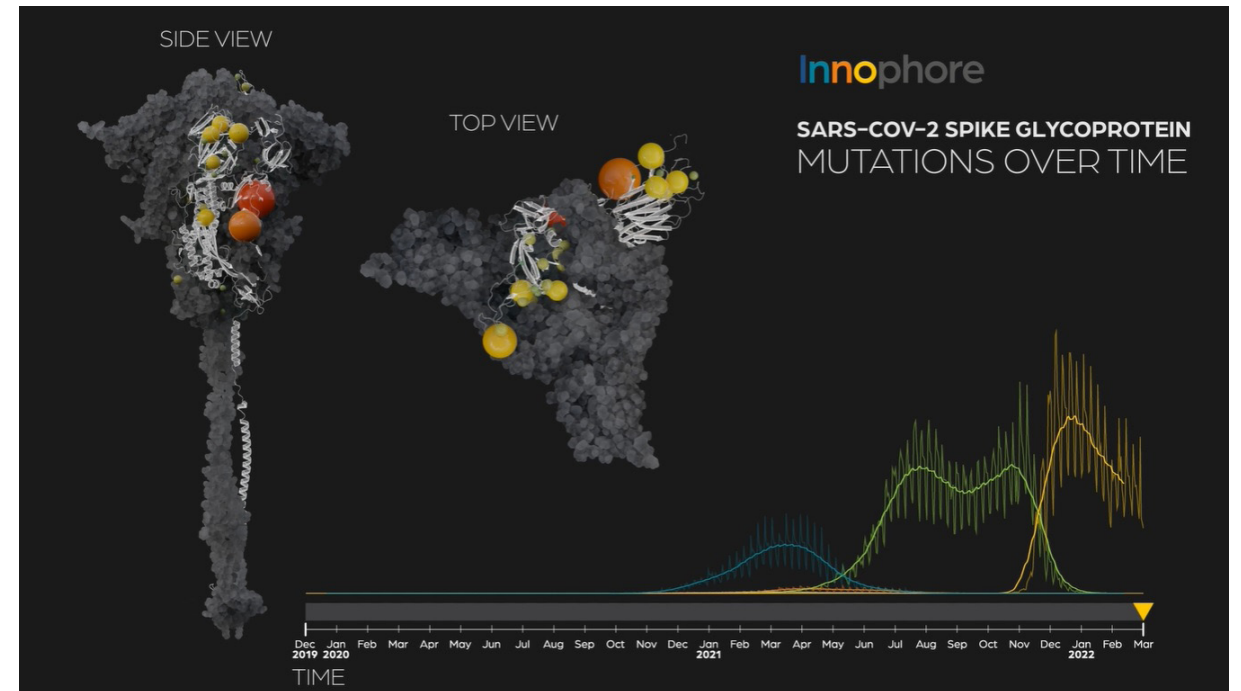 SIDE VIEW
TOP VIEW
Innophore
SARS-COV-2 SPIKE GLYCOPROTEIN
MUTATIONS OVER TIME
Dec Jan Feb Mar Apr May Jun Jul Aug Sep Oct Nov Dec Jan Feb Mar Apr May Jun Jul Aug Sep Oct Nov Dec Jan Feb Mar
2019 2020 2021 2022
TIME